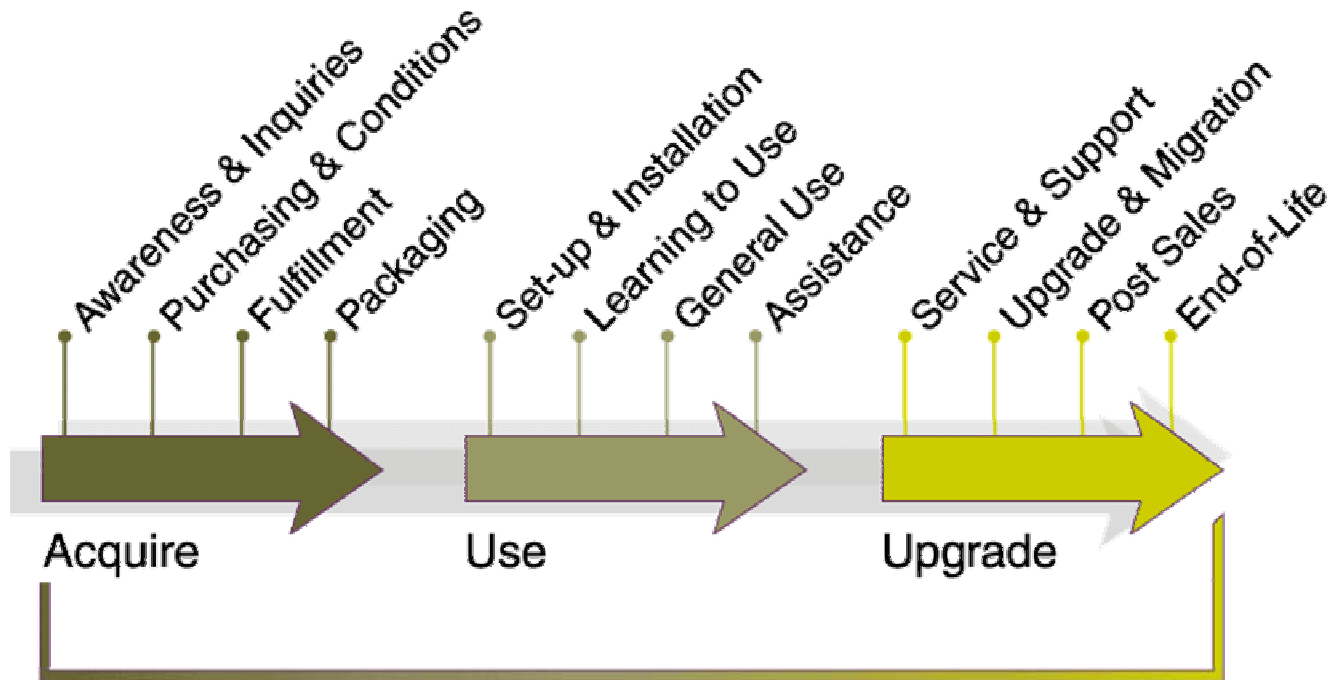 Awareness & Inquiries
Purchasing & Conditions
Fulfillment
Packaging
Set-up & Installation
Learning to Use
General Use
Assistance
Service & Support
Upgrade & Migration
Post Sales
End-of-Life
Acquire
Use
Upgrade